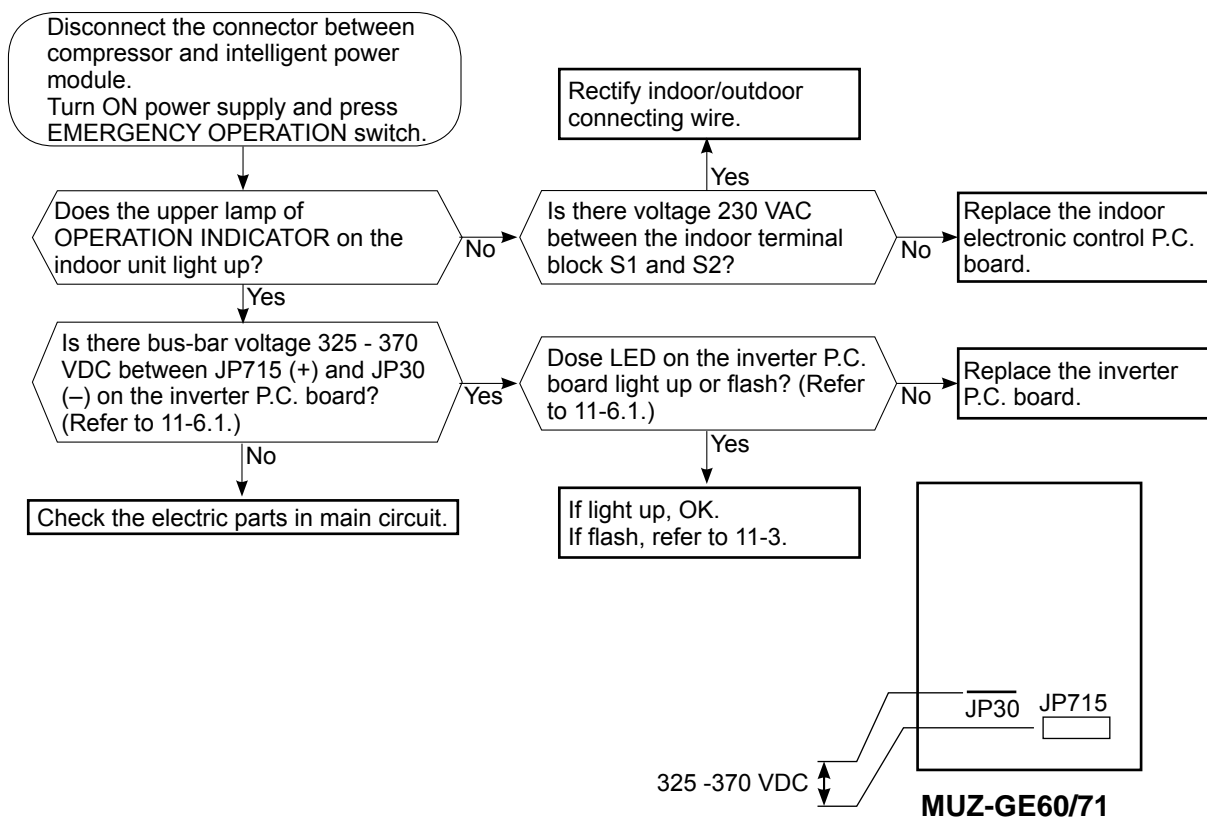 Disconnect the connector between
compressor and intelligent power
module.
Turn ON power supply and press
EMERGENCY OPERATION switch.
Rectify indoor/outdoor
connecting wire.
Yes
Does the upper lamp of
OPERATION INDICATOR on the
indoor unit light up?
No
Is there voltage 230 VAC
between the indoor terminal
block S1 and S2?
No
Replace the indoor
electronic control P.C.
board.
Yes
Is there bus-bar voltage 325 - 370
VDC between JP715 (+) and JP30
(–) on the inverter P.C. board?
(Refer to 11-6.1.)
Yes
Dose LED on the inverter P.C.
board light up or flash? (Refer
to 11-6.1.)
No
Replace the inverter
P.C. board.
No
Yes
Check the electric parts in main circuit.
If light up, OK.
If flash, refer to 11-3.
JP30
JP715
325 -370 VDC
MUZ-GE60/71